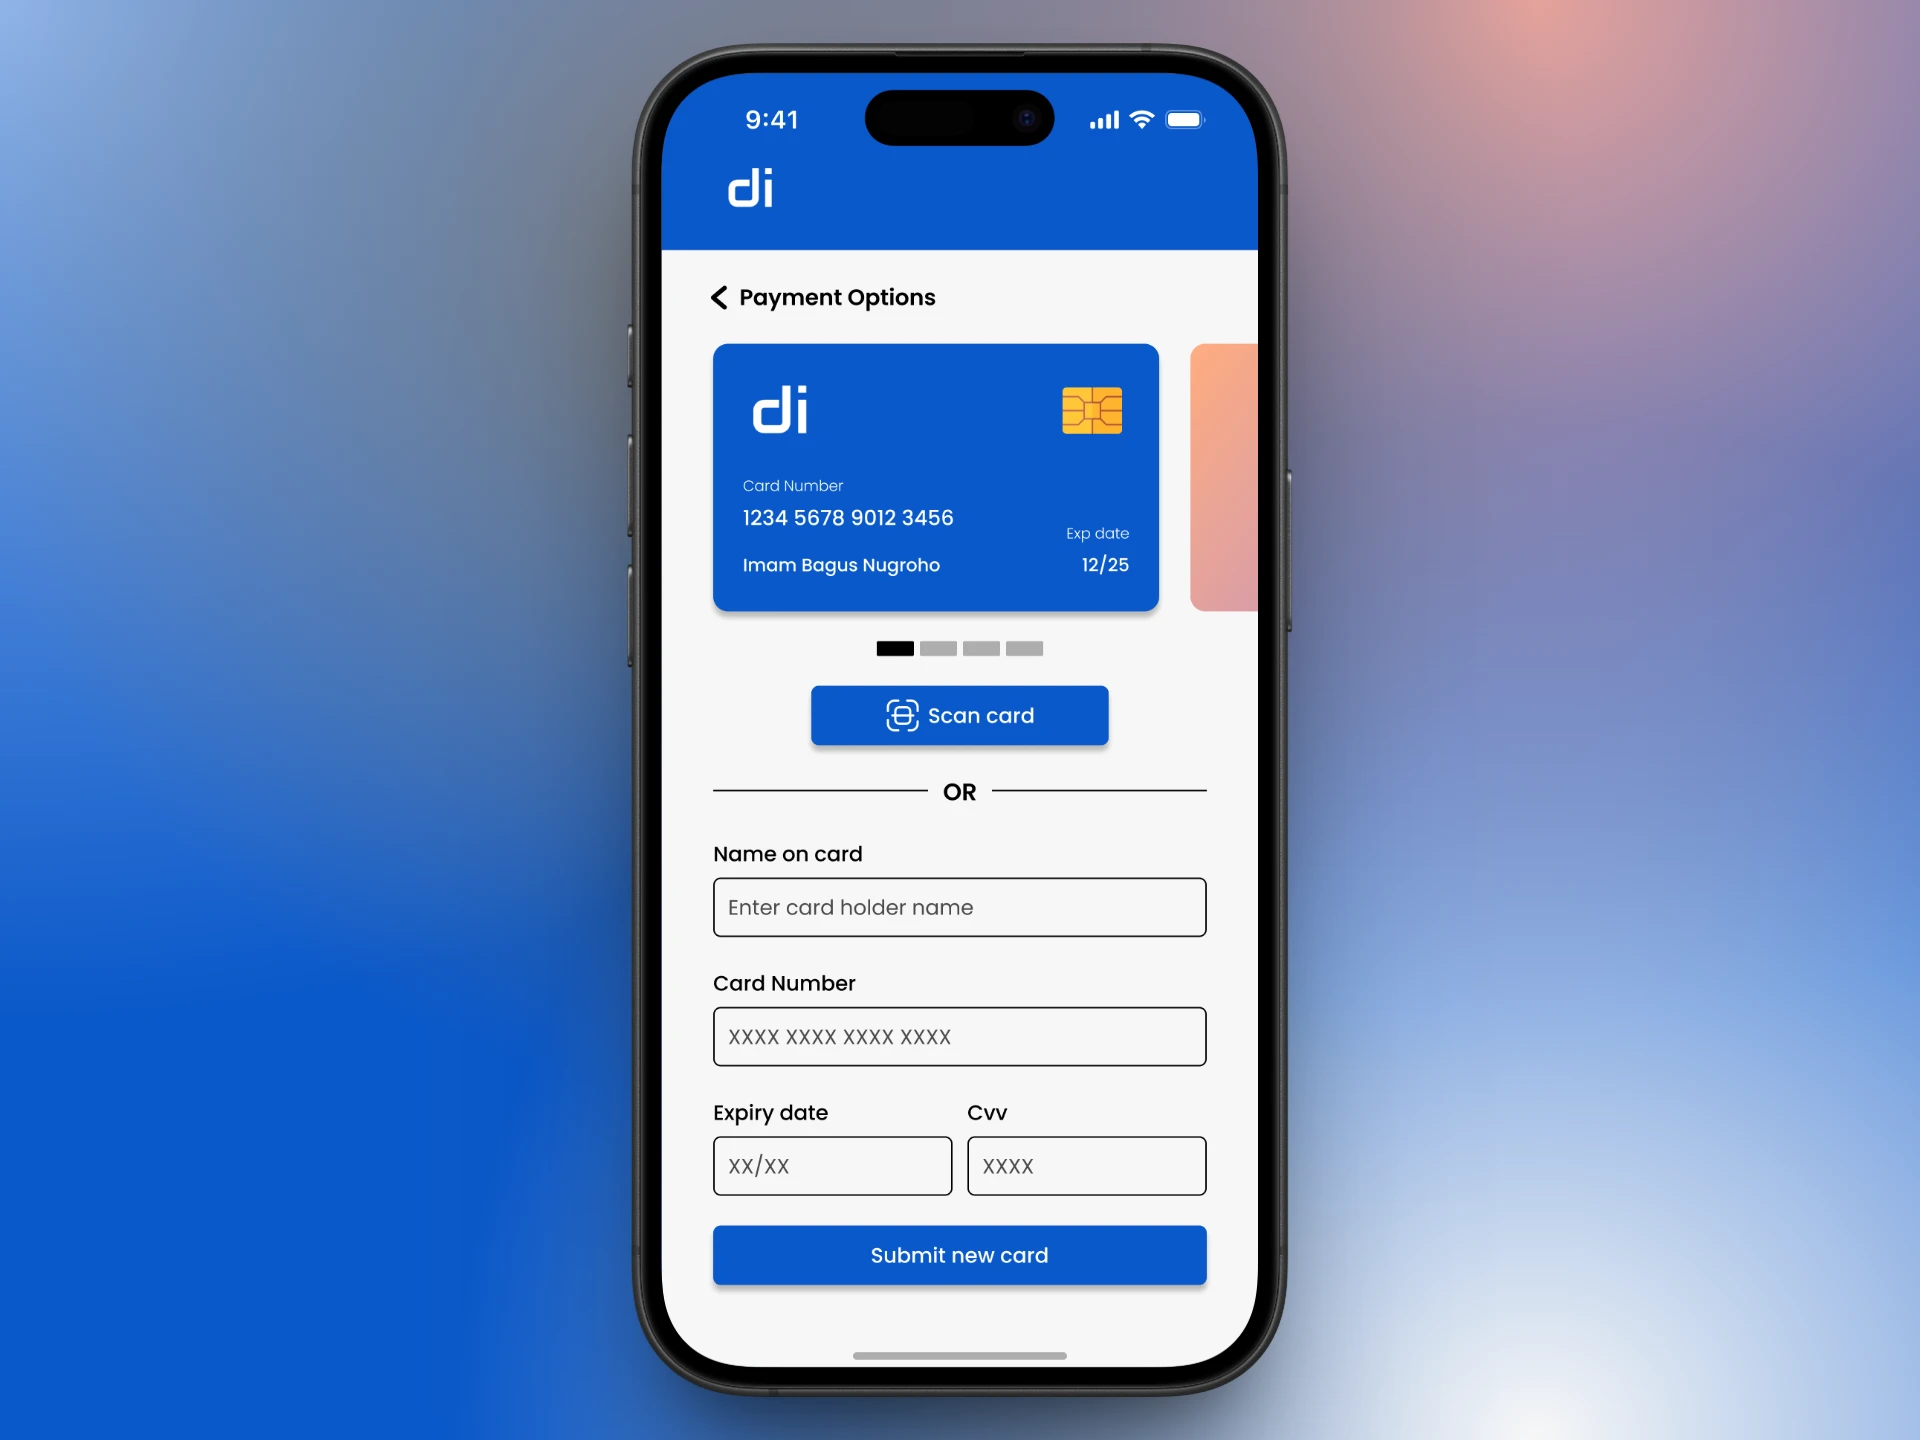 9:41
di
Payment Options
di
Card Number
1234 5678 9012 3456
Exp date
Imam Bagus Nugroho
12/25
Scan card
OR
Name on card
Enter card holder name
Card Number
XXXX XXXX XXXX XXXX
Expiry date
Cvv
XX/XX
XXXX
Submit new card